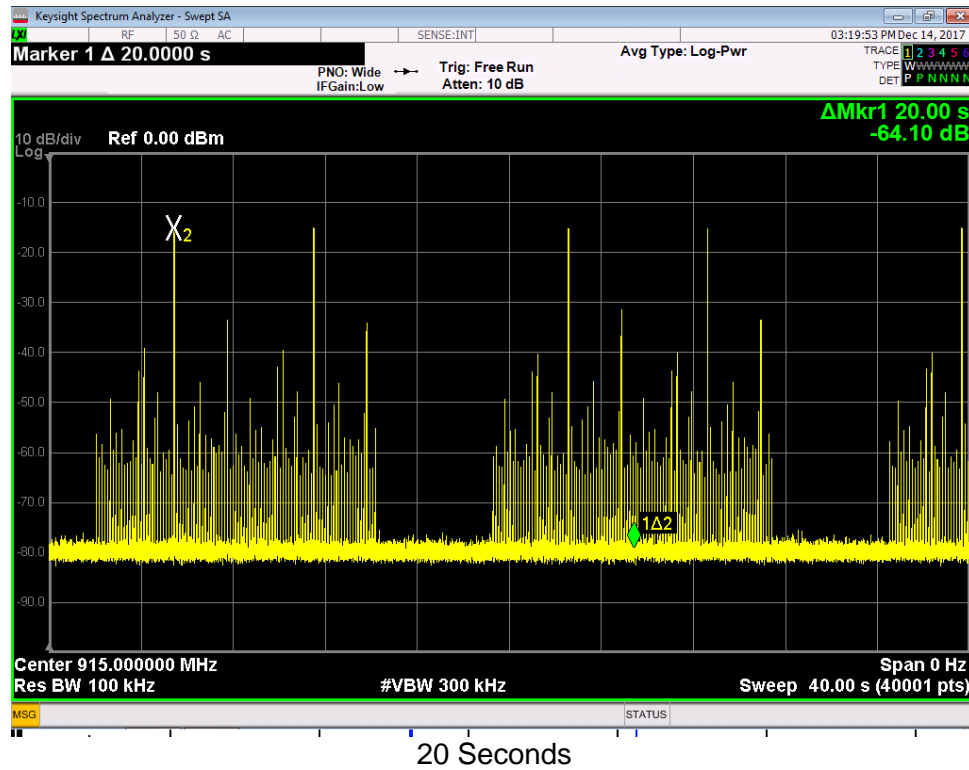 Keysight Spectrum Analyzer - Swept SA
LXI RF 50 Ω AC SENSE:INT 03:19:53 PM Dec 14, 2017
Marker 1 Δ 20.0000 s
PNO: Wide
IFGain:Low
Trig: Free Run
Atten: 10 dB
Avg Type: Log-Pwr
TRACE 1 2 3 4 5 6
TYPE WWWWWW
DET P P N N N N
ΔMkr1 20.00 s
-64.10 dB
10 dB/div Ref 0.00 dBm
Log
-10.0
X2
-20.0
-30.0
-40.0
-50.0
-60.0
-70.0
1Δ2
-80.0
-90.0
Center 915.000000 MHz Span 0 Hz
Res BW 100 kHz #VBW 300 kHz Sweep 40.00 s (40001 pts)
MSG STATUS
20 Seconds